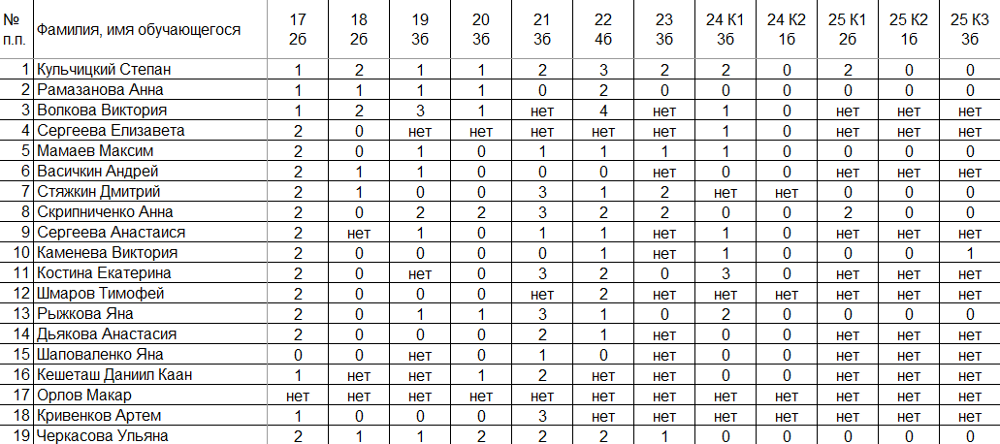 № п.п. Фамилия, имя обучающегося 17 2б 18 2б 19 3б 20 3б 21 3б 22 4б 23 3б 24 К1 3б 24 К2 1б 25 К1 2б 25 К2 1б 25 К3 3б
1 Кульчицкий Степан 1 2 1 1 2 3 2 2 0 2 0 0
2 Рамазанова Анна 1 1 1 1 0 2 0 0 0 0 0 0
3 Волкова Виктория 1 2 3 1 нет 4 нет 1 0 нет нет нет
4 Сергеева Елизавета 2 0 нет нет нет нет нет 1 0 нет нет нет
5 Мамаев Максим 2 0 1 0 1 1 1 1 0 0 0 0
6 Васичкин Андрей 2 1 1 0 0 0 нет 0 0 нет нет нет
7 Стяжкин Дмитрий 2 1 0 0 3 1 2 нет нет 0 0 0
8 Скрипниченко Анна 2 0 2 2 3 2 2 0 0 2 0 0
9 Сергеева Анастаися 2 нет 1 0 1 1 нет 1 0 нет нет нет
10 Каменева Виктория 2 0 0 0 0 1 нет 1 0 0 0 1
11 Костина Екатерина 2 0 нет 0 3 2 0 3 0 нет нет нет
12 Шмаров Тимофей 2 0 0 0 нет 2 нет нет нет нет нет нет
13 Рыжкова Яна 2 0 1 1 3 1 0 2 0 0 0 0
14 Дьякова Анастасия 2 0 0 0 2 1 нет 0 0 нет нет нет
15 Шаповаленко Яна 0 0 нет 0 1 0 нет 0 0 нет нет нет
16 Кешеташ Даниил Каан 1 нет нет 1 2 нет нет 0 0 нет нет нет
17 Орлов Макар нет нет нет нет нет нет нет нет нет нет нет нет
18 Кривенков Артем 1 0 0 0 3 нет нет нет нет нет нет нет
19 Черкасова Ульяна 2 1 1 2 2 2 1 0 0 0 0 0